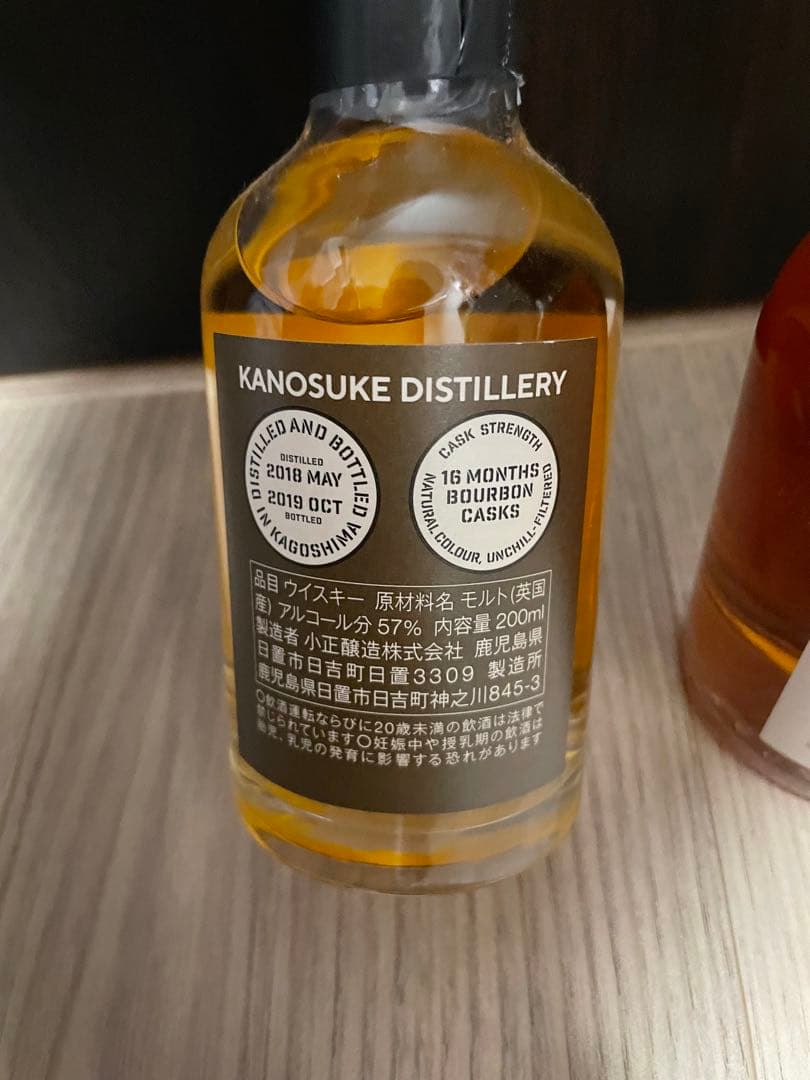 KANOSUKE DISTILLERY
DISTILLED AND BOTTLED
DISTILLED
2018 MAY
2019 OCT
BOTTLED
IN KAGOSHIMA
CASK STRENGTH
16 MONTHS
BOURBON
CASKS
NATURAL COLOUR, UNCHILL-FILTERED
品目 ウイスキー 原材料名 モルト(英国
産) アルコール分 57% 内容量 200ml
製造者 小正醸造株式会社 鹿児島県
日置市日吉町日置3309 製造所
鹿児島県日置市日吉町神之川845-3
○飲酒運転ならびに20歳未満の飲酒は法律で
禁じられています○妊娠中や授乳期の飲酒は
胎児、乳児の発育に影響する恐れがあります